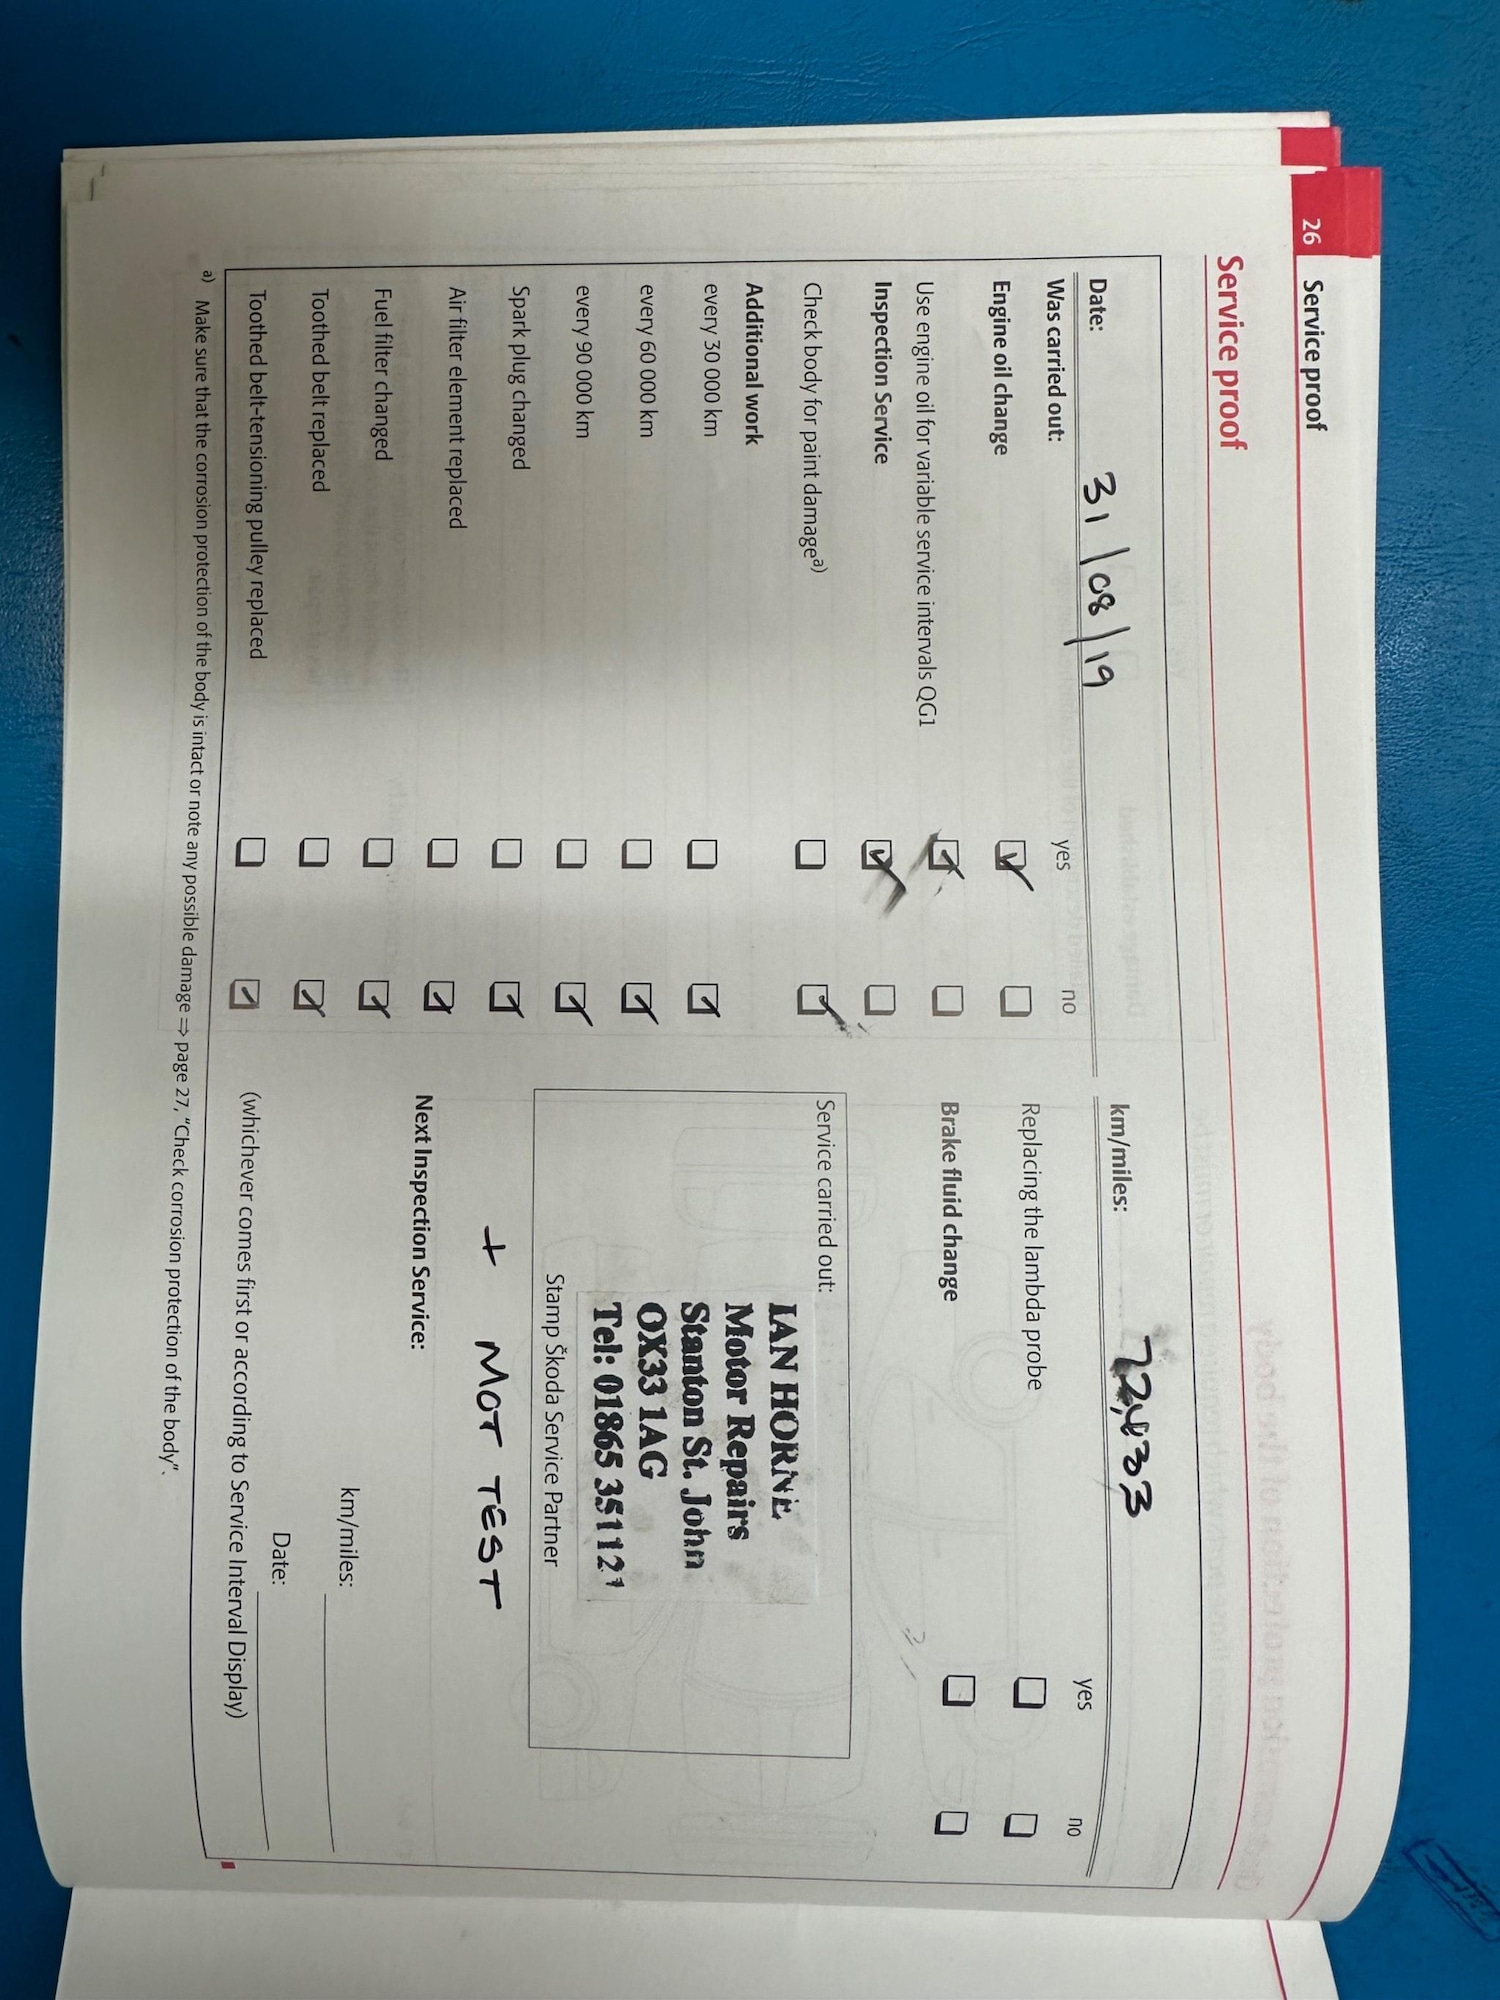 26 Service proof
Service proof
Date: 31/08/19
km/miles: 72,833
Was carried out: yes no
Engine oil change
Use engine oil for variable service intervals QG1
Inspection Service
Check body for paint damage a)
Additional work
every 30 000 km
every 60 000 km
every 90 000 km
Spark plug changed
Air filter element replaced
Fuel filter changed
Toothed belt replaced
Toothed belt-tensioning pulley replaced
yes no
Replacing the lambda probe
Brake fluid change
Service carried out:
IAN HORNE
Motor Repairs
Stanton St. John
OX33 1AG
Tel: 01865 351121
Stamp Škoda Service Partner
+ MOT TEST
Next Inspection Service:
km/miles:
Date:
(whichever comes first or according to Service Interval Display)
a) Make sure that the corrosion protection of the body is intact or note any possible damage ⇒ page 27, "Check corrosion protection of the body".